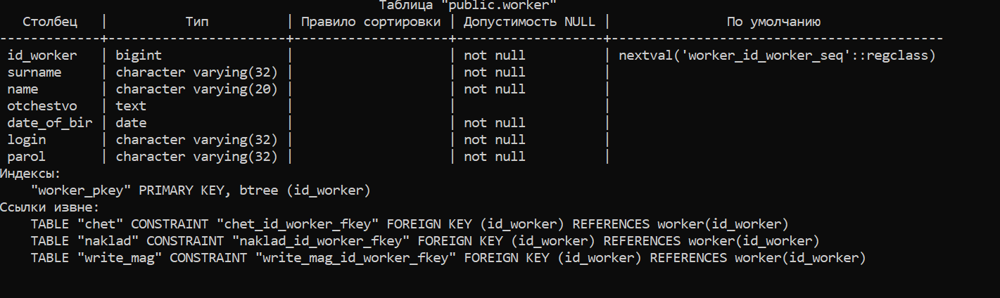 Таблица "public.worker"
Столбец | Тип | Правило сортировки | Допустимость NULL | По умолчанию
-------------+-----------------------+--------------------+-------------------+-------------------------------------------
id_worker | bigint | | not null | nextval('worker_id_worker_seq'::regclass)
surname | character varying(32) | | not null |
name | character varying(20) | | not null |
otchestvo | text | | |
date_of_bir | date | | not null |
login | character varying(32) | | not null |
parol | character varying(32) | | not null |
Индексы:
"worker_pkey" PRIMARY KEY, btree (id_worker)
Ссылки извне:
TABLE "chet" CONSTRAINT "chet_id_worker_fkey" FOREIGN KEY (id_worker) REFERENCES worker(id_worker)
TABLE "naklad" CONSTRAINT "naklad_id_worker_fkey" FOREIGN KEY (id_worker) REFERENCES worker(id_worker)
TABLE "write_mag" CONSTRAINT "write_mag_id_worker_fkey" FOREIGN KEY (id_worker) REFERENCES worker(id_worker)